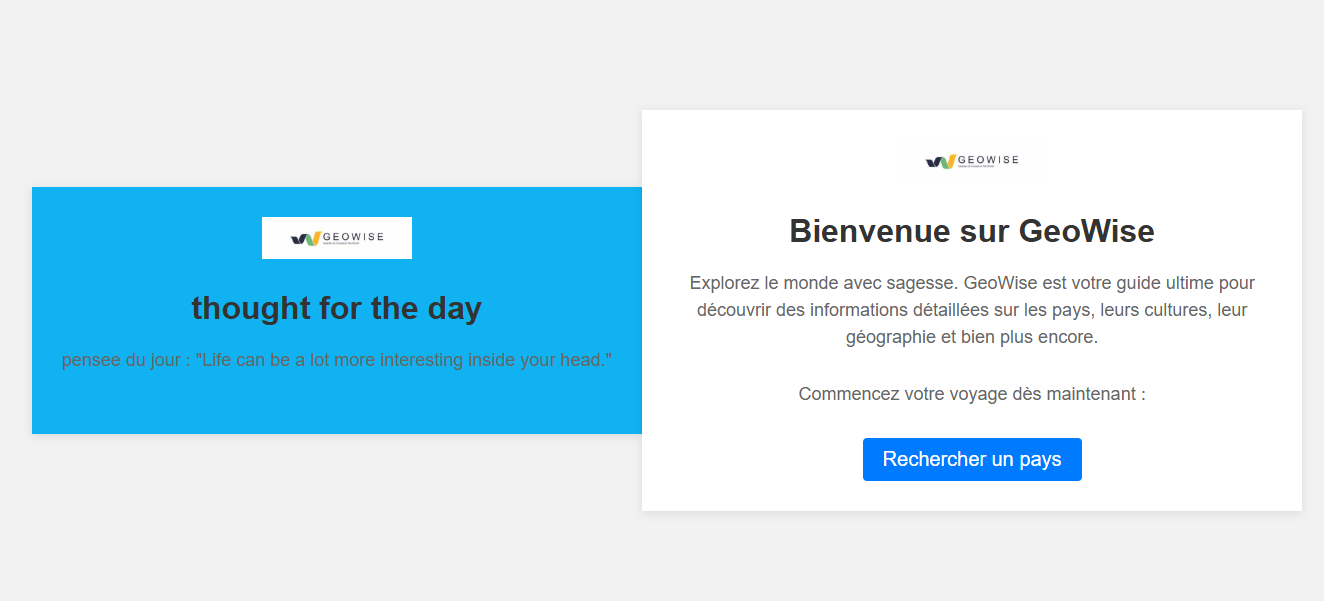 GEOWISE
thought for the day
pensee du jour : "Life can be a lot more interesting inside your head."
GEOWISE
Bienvenue sur GeoWise
Explorez le monde avec sagesse. GeoWise est votre guide ultime pour
découvrir des informations détaillées sur les pays, leurs cultures, leur
géographie et bien plus encore.
Commencez votre voyage dès maintenant :
Rechercher un pays